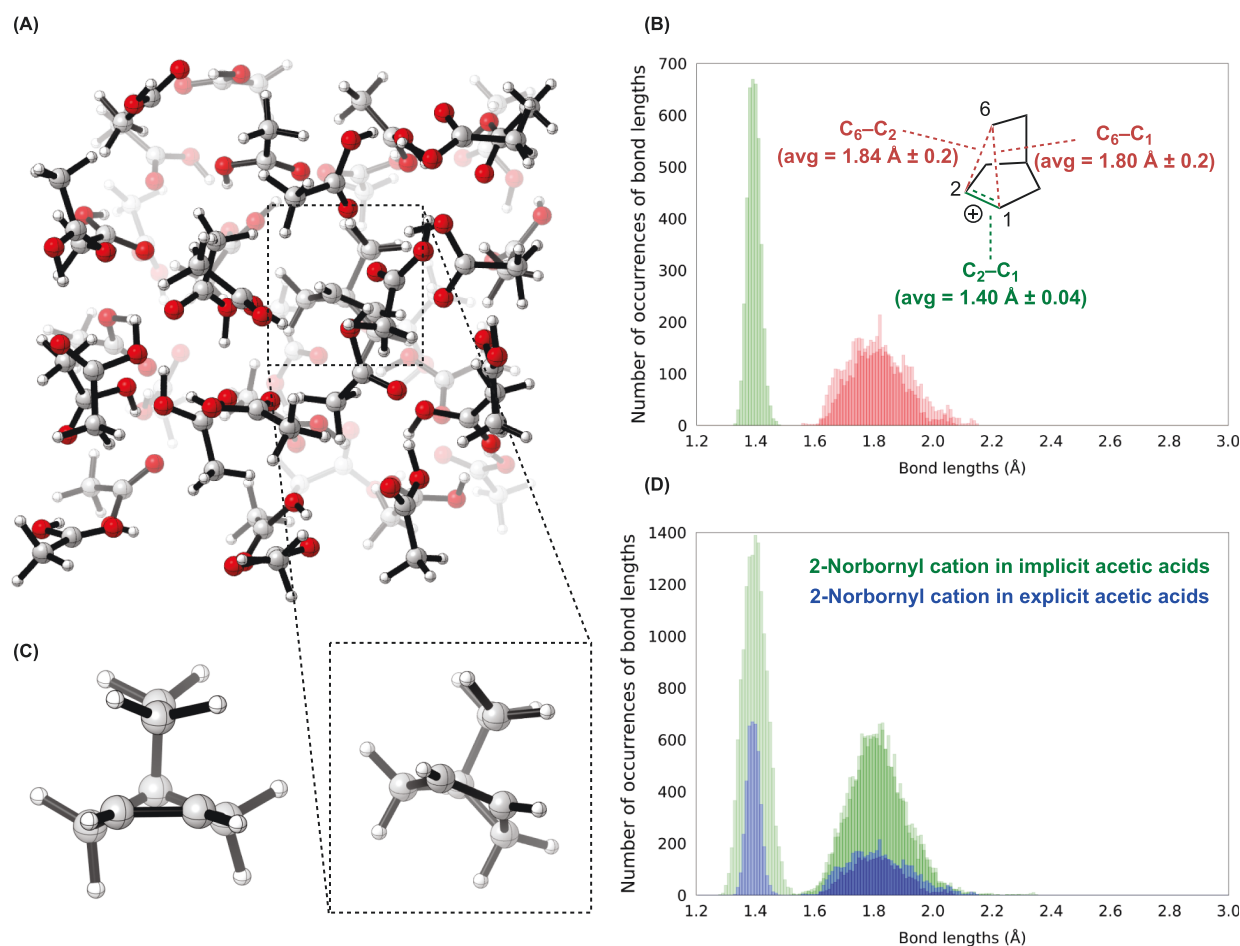 (A)
(B)
Number of occurrences of bond lengths
700
600
500
400
300
200
100
0
1.2 1.4 1.6 1.8 2.0 2.2 2.4 2.6 2.8 3.0
Bond lengths (Å)
6
C₆–C₂
(avg = 1.84 Å ± 0.2)
C₆–C₁
(avg = 1.80 Å ± 0.2)
2
⊕
1
C₂–C₁
(avg = 1.40 Å ± 0.04)
(C)
(D)
Number of occurrences of bond lengths
1400
1200
1000
800
600
400
200
0
1.2 1.4 1.6 1.8 2.0 2.2 2.4 2.6 2.8 3.0
Bond lengths (Å)
2-Norbornyl cation in implicit acetic acids
2-Norbornyl cation in explicit acetic acids